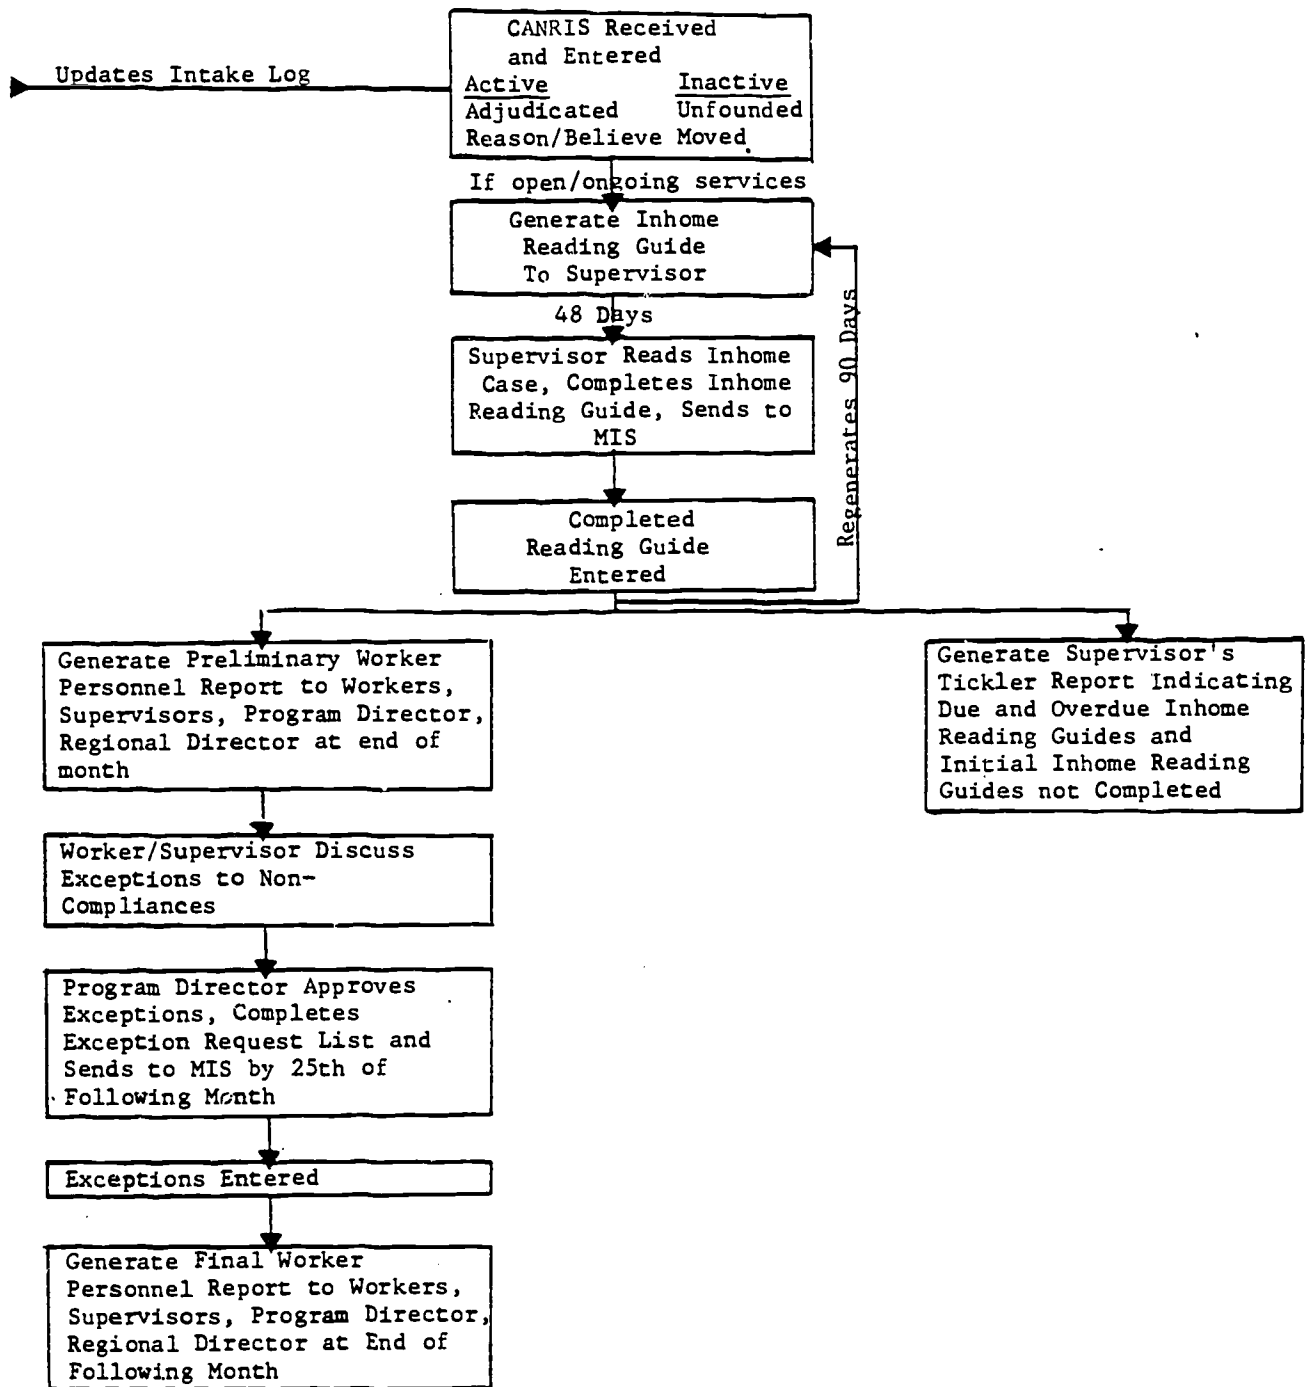 CANRIS Received
and Entered
Updates Intake Log
Active Inactive
Adjudicated Unfounded
Reason/Believe Moved
If open/ongoing services
Generate Inhome
Reading Guide
To Supervisor
48 Days
Supervisor Reads Inhome
Case, Completes Inhome
Reading Guide, Sends to
MIS
Regenerates 90 Days
Completed
Reading Guide
Entered
Generate Preliminary Worker
Personnel Report to Workers,
Supervisors, Program Director,
Regional Director at end of
month
Generate Supervisor's
Tickler Report Indicating
Due and Overdue Inhome
Reading Guides and
Initial Inhome Reading
Guides not Completed
Worker/Supervisor Discuss
Exceptions to Non-
Compliances
Program Director Approves
Exceptions, Completes
Exception Request List and
Sends to MIS by 25th of
Following Month
Exceptions Entered
Generate Final Worker
Personnel Report to Workers,
Supervisors, Program Director,
Regional Director at End of
Following Month